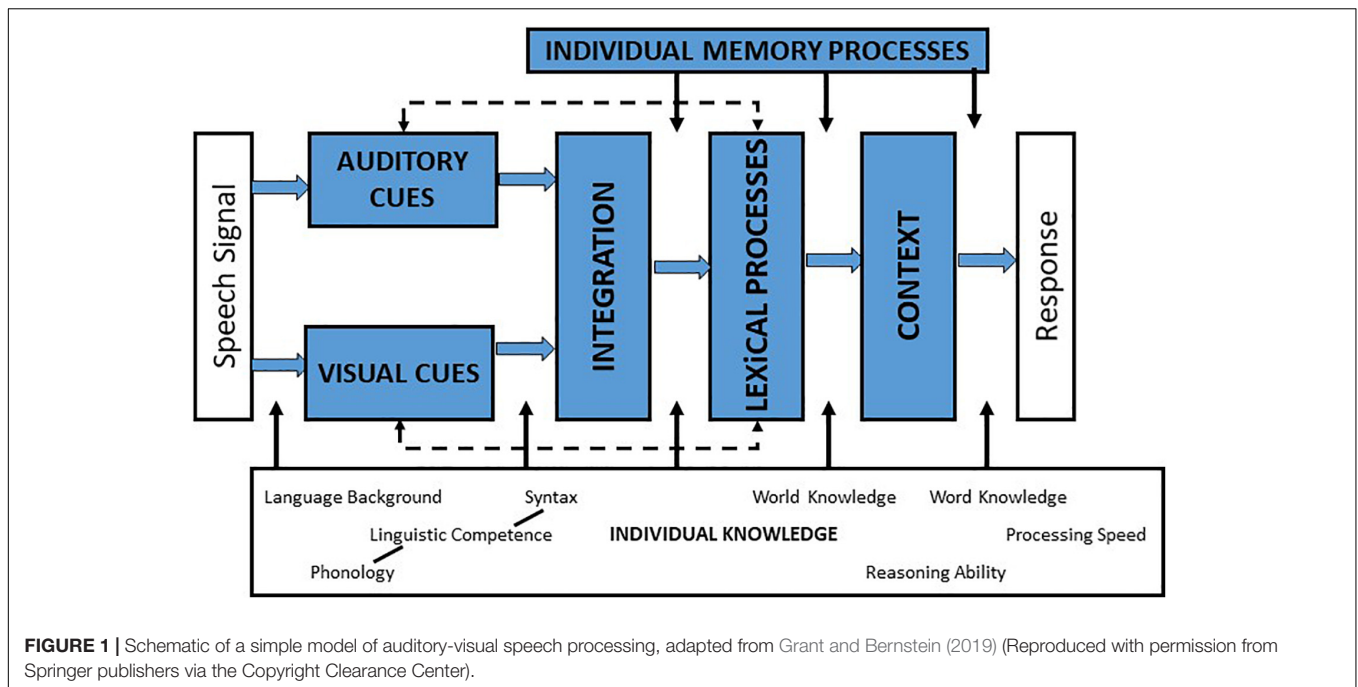 INDIVIDUAL MEMORY PROCESSES
Speech Signal
AUDITORY
CUES
VISUAL CUES
INTEGRATION
LEXiCAL PROCESSES
CONTEXT
Response
Language Background
Syntax
World Knowledge
Word Knowledge
Linguistic Competence
INDIVIDUAL KNOWLEDGE
Processing Speed
Phonology
Reasoning Ability
FIGURE 1 | Schematic of a simple model of auditory-visual speech processing, adapted from Grant and Bernstein (2019) (Reproduced with permission from
Springer publishers via the Copyright Clearance Center).